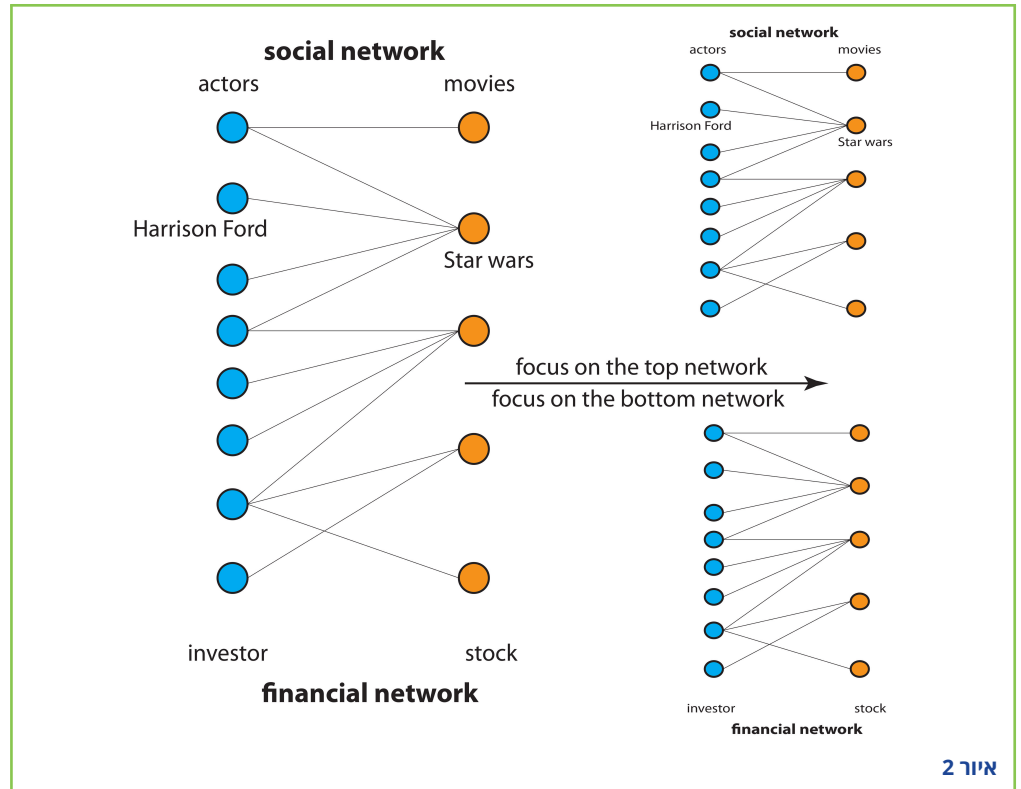 social network
actors movies
Harrison Ford
Star wars
investor stock
financial network
focus on the top network
focus on the bottom network
social network
actors movies
Harrison Ford
Star wars
investor stock
financial network
איור 2